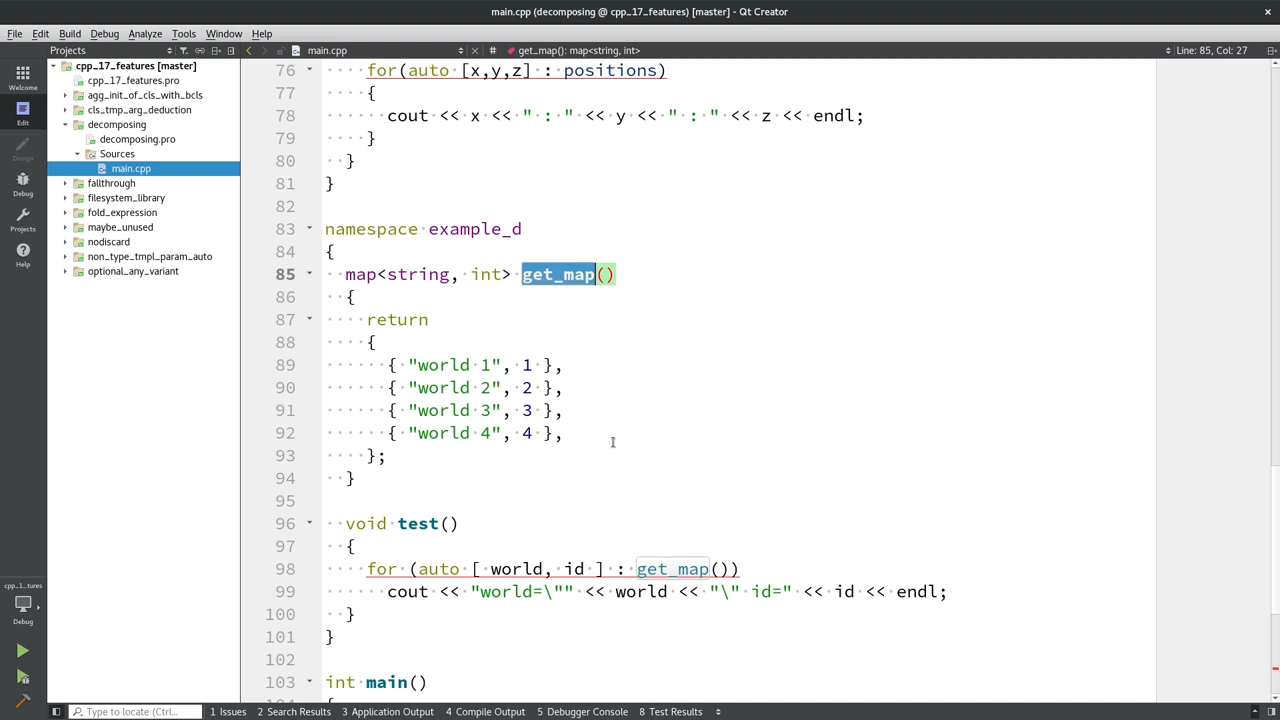 main.cpp (decomposing @ cpp_17_features) [master] - Qt Creator
File Edit Build Debug Analyze Tools Window Help
Projects main.cpp # get_map(): map<string, int> Line: 85, Col: 27
cpp_17_features [master]
cpp_17_features.pro
agg_init_of_cls_with_bcls
cls_tmp_arg_deduction
decomposing
decomposing.pro
Sources
main.cpp
fallthrough
filesystem_library
fold_expression
maybe_unused
nodiscard
non_type_tmpl_param_auto
optional_any_variant
Welcome
Edit
Design
Debug
Projects
Help
cpp_1...tures
Debug
76 for(auto [x,y,z] : positions)
77 {
78 cout << x << " : " << y << " : " << z << endl;
79 }
80 }
81 }
82
83 namespace example_d
84 {
85 map<string, int> get_map()
86 {
87 return
88 {
89 { "world 1", 1 },
90 { "world 2", 2 },
91 { "world 3", 3 },
92 { "world 4", 4 },
93 };
94 }
95
96 void test()
97 {
98 for (auto [ world, id ] : get_map())
99 cout << "world=\"" << world << "\" id=" << id << endl;
100 }
101 }
102
103 int main()
Type to locate (Ctrl... 1 Issues 2 Search Results 3 Application Output 4 Compile Output 5 Debugger Console 8 Test Results